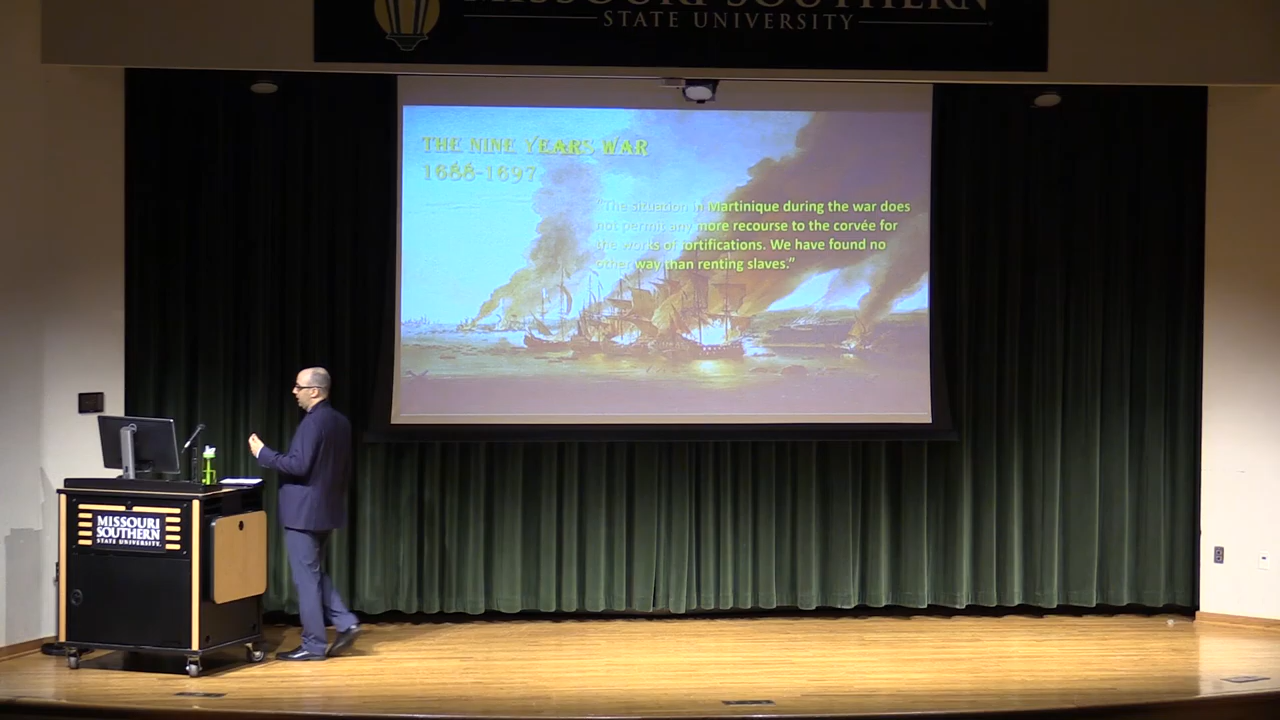 MISSOURI SOUTHERN
STATE UNIVERSITY
THE NINE YEARS WAR
1688-1697
"The situation in Martinique during the war does
not permit any more recourse to the corvée for
the works of fortifications. We have found no
other way than renting slaves."
MISSOURI
SOUTHERN
STATE UNIVERSITY.